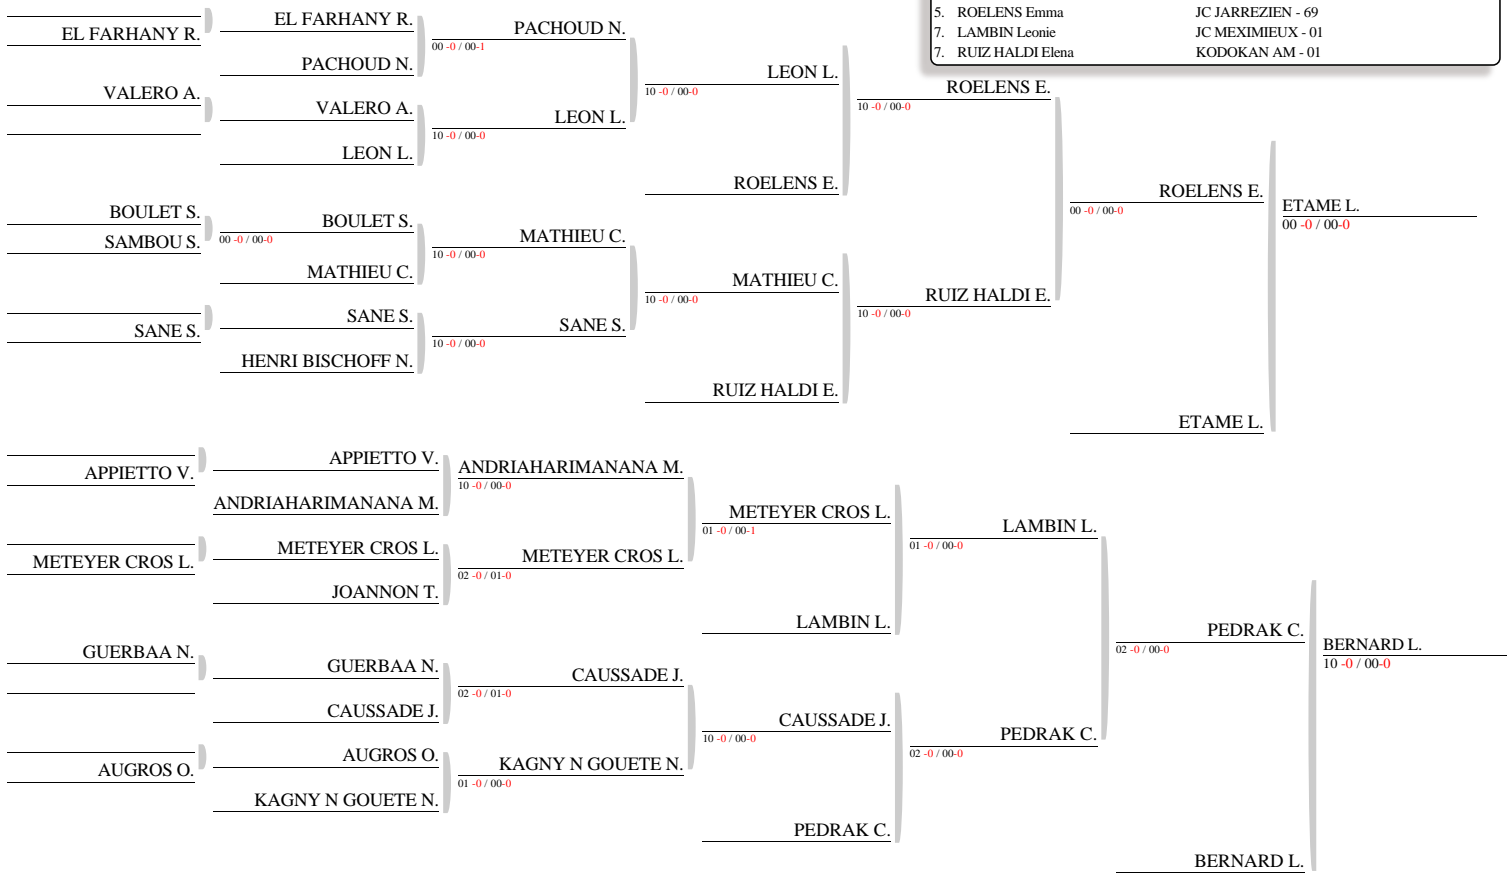 5. ROELENS Emma JC JARREZIEN - 69
7. LAMBIN Leonie JC MEXIMIEUX - 01
7. RUIZ HALDI Elena KODOKAN AM - 01
EL FARHANY R.
VALERO A.
BOULET S.
SAMBOU S.
SANE S.
EL FARHANY R.
PACHOUD N.
VALERO A.
LEON L.
BOULET S.
00 -0 / 00-0
MATHIEU C.
SANE S.
HENRI BISCHOFF N.
PACHOUD N.
00 -0 / 00-1
LEON L.
10 -0 / 00-0
MATHIEU C.
10 -0 / 00-0
SANE S.
10 -0 / 00-0
LEON L.
10 -0 / 00-0
ROELENS E.
MATHIEU C.
10 -0 / 00-0
RUIZ HALDI E.
ROELENS E.
10 -0 / 00-0
RUIZ HALDI E.
10 -0 / 00-0
ROELENS E.
00 -0 / 00-0
ETAME L.
ETAME L.
00 -0 / 00-0
APPIETTO V.
METEYER CROS L.
GUERBAA N.
AUGROS O.
APPIETTO V.
ANDRIAHARIMANANA M.
METEYER CROS L.
JOANNON T.
GUERBAA N.
CAUSSADE J.
AUGROS O.
KAGNY N GOUETE N.
ANDRIAHARIMANANA M.
10 -0 / 00-0
METEYER CROS L.
02 -0 / 01-0
CAUSSADE J.
02 -0 / 01-0
KAGNY N GOUETE N.
01 -0 / 00-0
METEYER CROS L.
01 -0 / 00-1
LAMBIN L.
CAUSSADE J.
10 -0 / 00-0
PEDRAK C.
LAMBIN L.
01 -0 / 00-0
PEDRAK C.
02 -0 / 00-0
PEDRAK C.
02 -0 / 00-0
BERNARD L.
BERNARD L.
10 -0 / 00-0